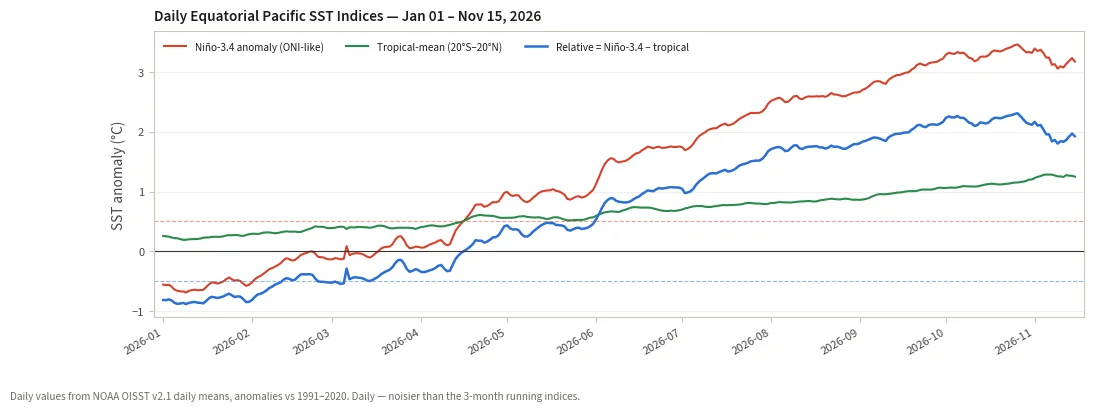 Daily Equatorial Pacific SST Indices — Jan 01 – Nov 15, 2026
Niño-3.4 anomaly (ONI-like)
Tropical-mean (20°S–20°N)
Relative = Niño-3.4 – tropical
SST anomaly (°C)
3
2
1
0
−1
2026-01
2026-02
2026-03
2026-04
2026-05
2026-06
2026-07
2026-08
2026-09
2026-10
2026-11
Daily values from NOAA OISST v2.1 daily means, anomalies vs 1991–2020. Daily — noisier than the 3-month running indices.